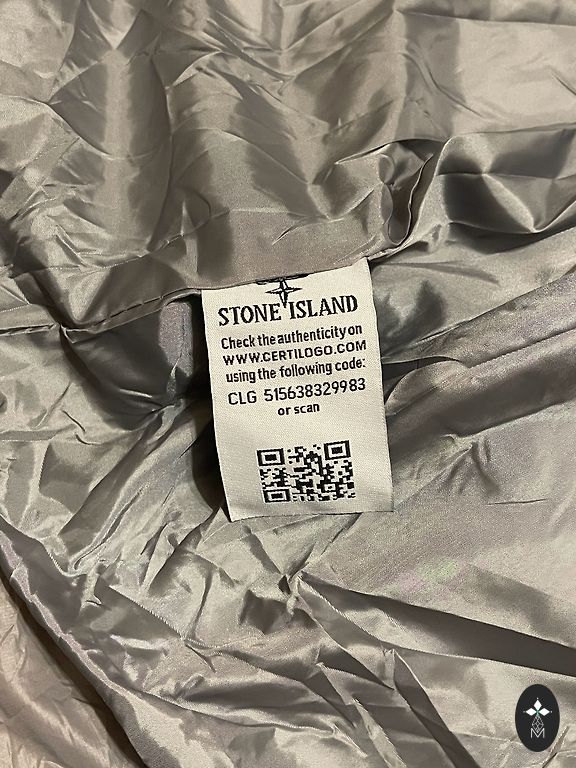 STONE ISLAND
Check the authenticity on
WWW.CERTILOGO.COM
using the following code:
CLG 515638329983
or scan
M